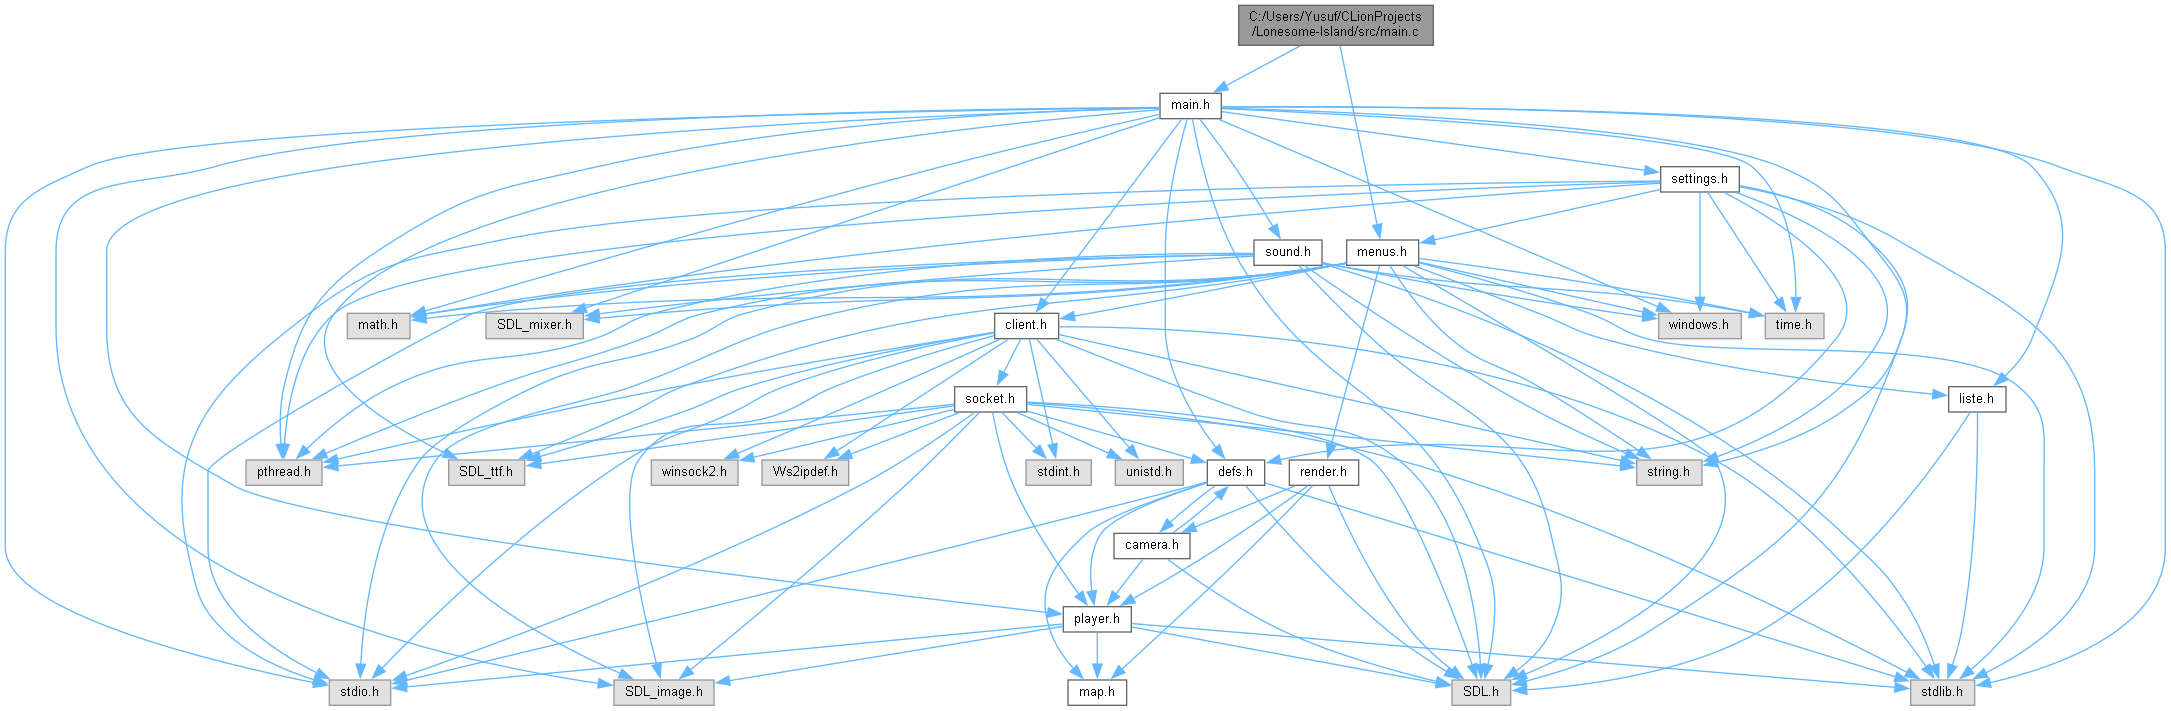 C:/Users/Yusuf/CLionProjects
/Lonesome-Island/src/main.c
main.h
settings.h
sound.h
menus.h
math.h
SDL_mixer.h
client.h
windows.h
time.h
socket.h
liste.h
pthread.h
SDL_ttf.h
winsock2.h
Ws2ipdef.h
stdint.h
unistd.h
defs.h
render.h
string.h
camera.h
player.h
stdio.h
SDL_image.h
map.h
SDL.h
stdlib.h